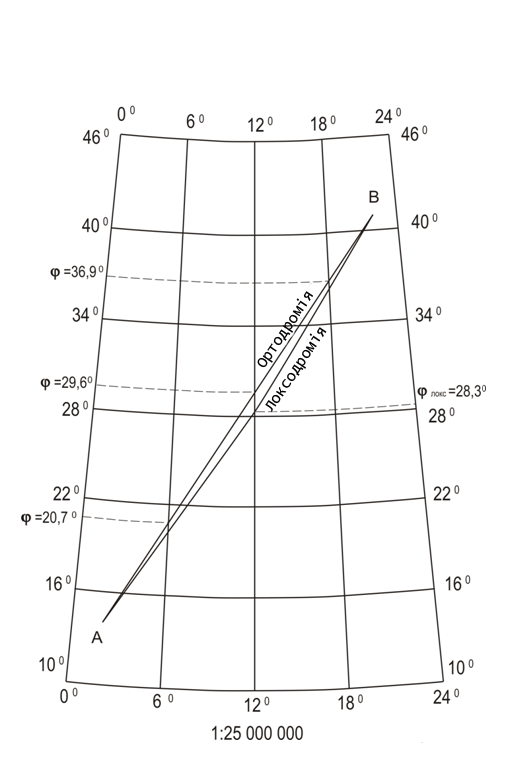 0⁰ 6⁰ 12⁰ 18⁰ 24⁰
46⁰ 46⁰
В
40⁰ 40⁰
φ =36,9⁰
34⁰ 34⁰
Ортодромія
Локсодромія
φ =29,6⁰ φ локс =28,3⁰
28⁰ 28⁰
22⁰ 22⁰
φ =20,7⁰
16⁰ 16⁰
А
10⁰ 10⁰
0⁰ 6⁰ 12⁰ 18⁰ 24⁰
1:25 000 000